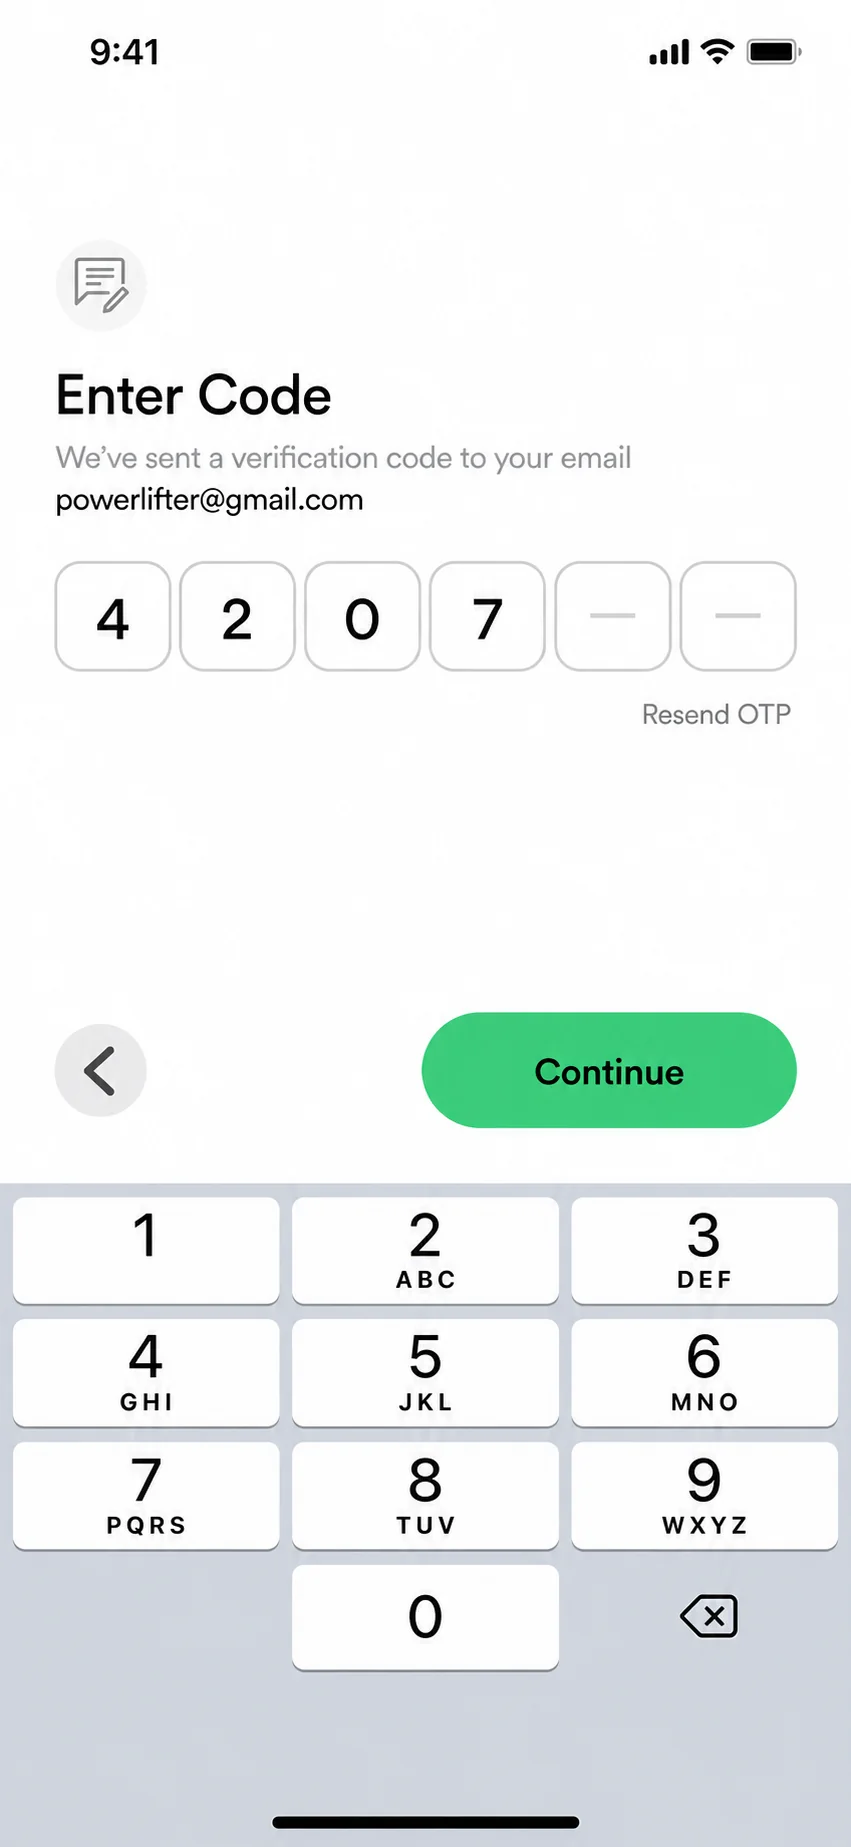 9:41
Enter Code
We've sent a verification code to your email
powerlifter@gmail.com
4 2 0 7
Resend OTP
Continue
1 2 3
ABC DEF
4 5 6
GHI JKL MNO
7 8 9
PQRS TUV WXYZ
0